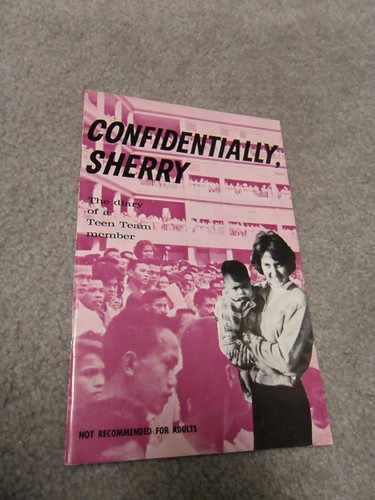 CONFIDENTIALLY,
SHERRY
The diary
of a
Teen Team
member
NOT RECOMMENDED FOR ADULTS